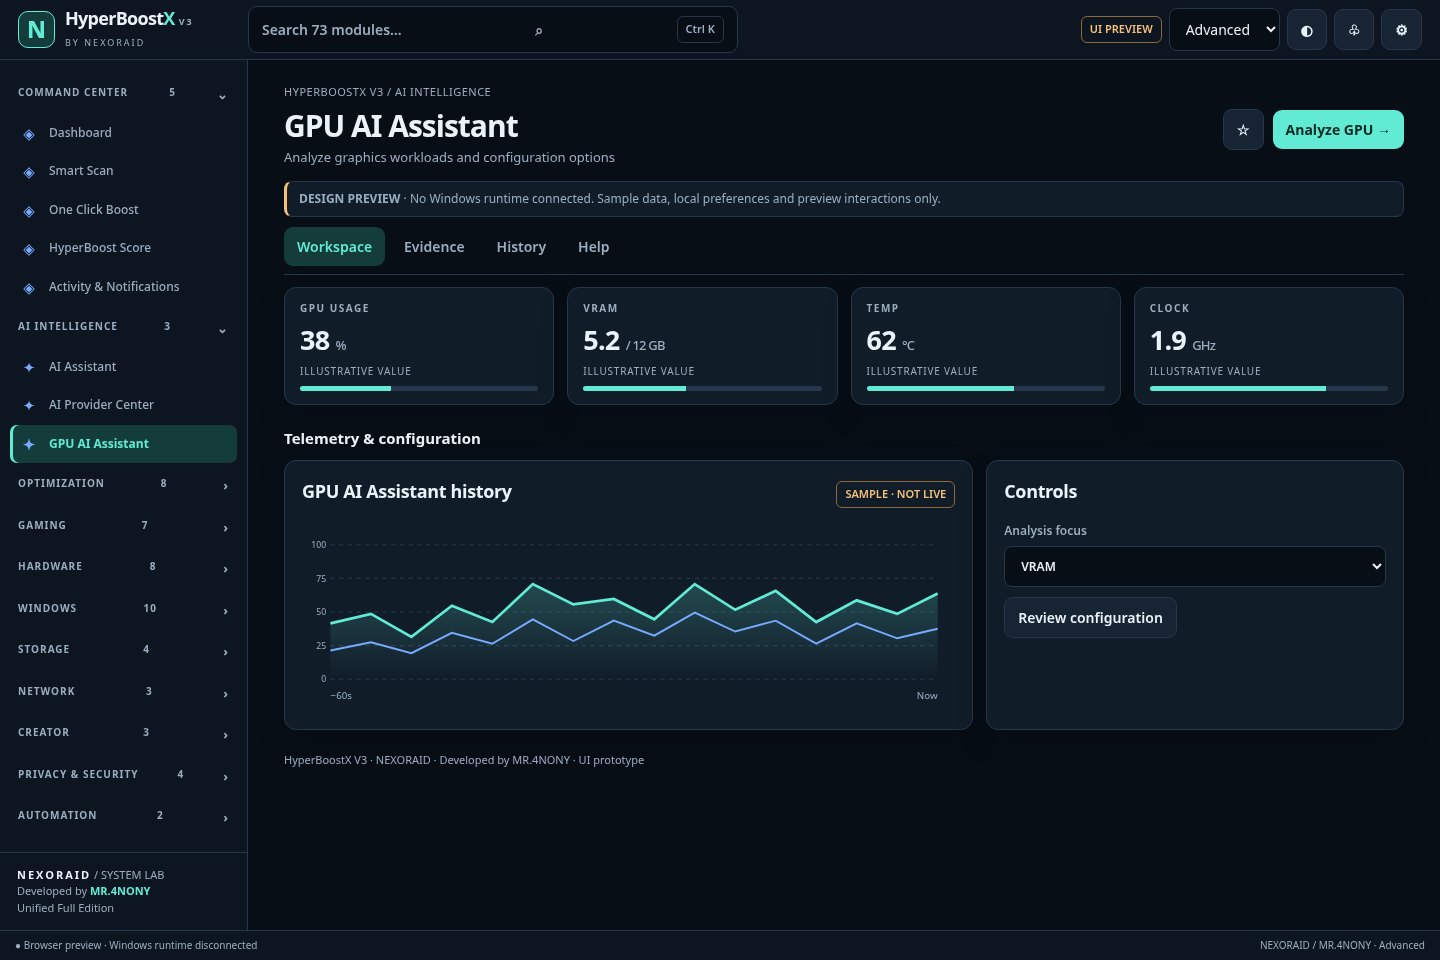 N
HyperBoostX V3
BY NEXORAID
Search 73 modules...
Ctrl K
UI PREVIEW
Advanced
COMMAND CENTER 5
Dashboard
Smart Scan
One Click Boost
HyperBoost Score
Activity & Notifications
AI INTELLIGENCE 3
AI Assistant
AI Provider Center
GPU AI Assistant
OPTIMIZATION 8
GAMING 7
HARDWARE 8
WINDOWS 10
STORAGE 4
NETWORK 3
CREATOR 3
PRIVACY & SECURITY 4
AUTOMATION 2
NEXORAID / SYSTEM LAB
Developed by MR.4NONY
Unified Full Edition
HYPERBOOSTX V3 / AI INTELLIGENCE
GPU AI Assistant
Analyze graphics workloads and configuration options
Analyze GPU →
DESIGN PREVIEW · No Windows runtime connected. Sample data, local preferences and preview interactions only.
Workspace Evidence History Help
GPU USAGE
38 %
ILLUSTRATIVE VALUE
VRAM
5.2 / 12 GB
ILLUSTRATIVE VALUE
TEMP
62 °C
ILLUSTRATIVE VALUE
CLOCK
1.9 GHz
ILLUSTRATIVE VALUE
Telemetry & configuration
GPU AI Assistant history
SAMPLE · NOT LIVE
100
75
50
25
0
−60s
Now
Controls
Analysis focus
VRAM
Review configuration
HyperBoostX V3 · NEXORAID · Developed by MR.4NONY · UI prototype
● Browser preview · Windows runtime disconnected
NEXORAID / MR.4NONY · Advanced